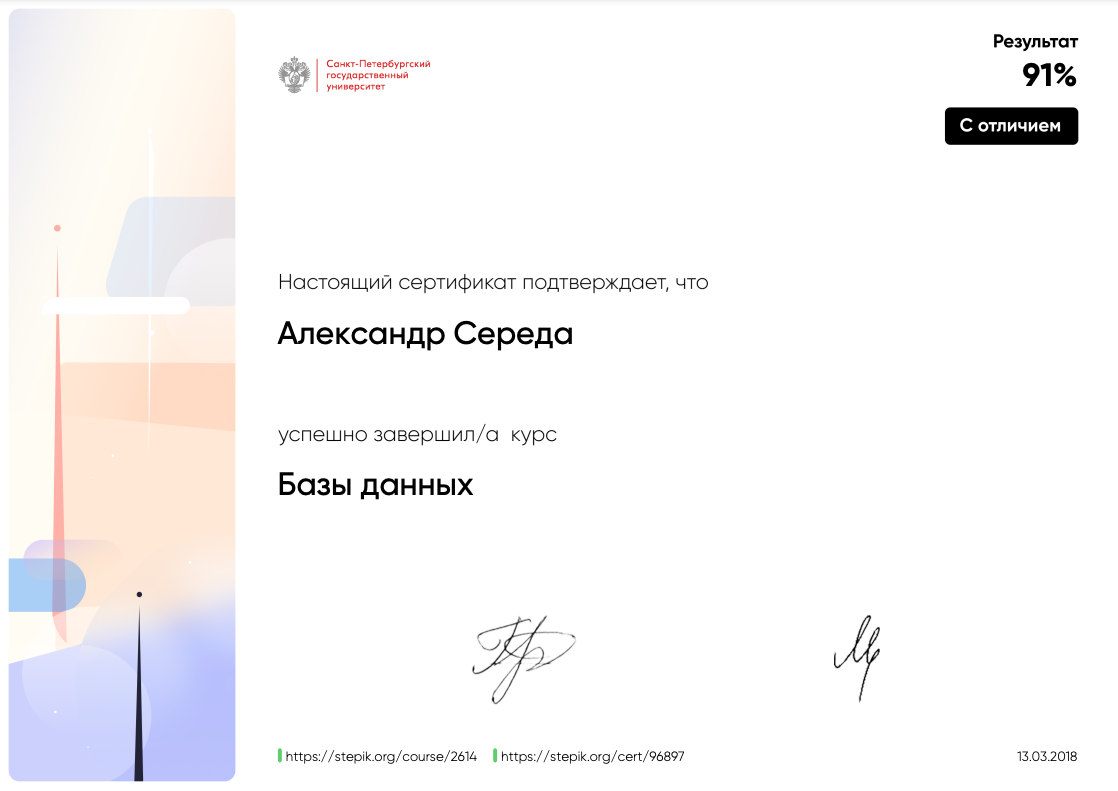 Санкт-Петербургский
государственный
университет
Результат
91%
С отличием
Настоящий сертификат подтверждает, что
Александр Середа
успешно завершил/а курс
Базы данных
https://stepik.org/course/2614 https://stepik.org/cert/96897 13.03.2018